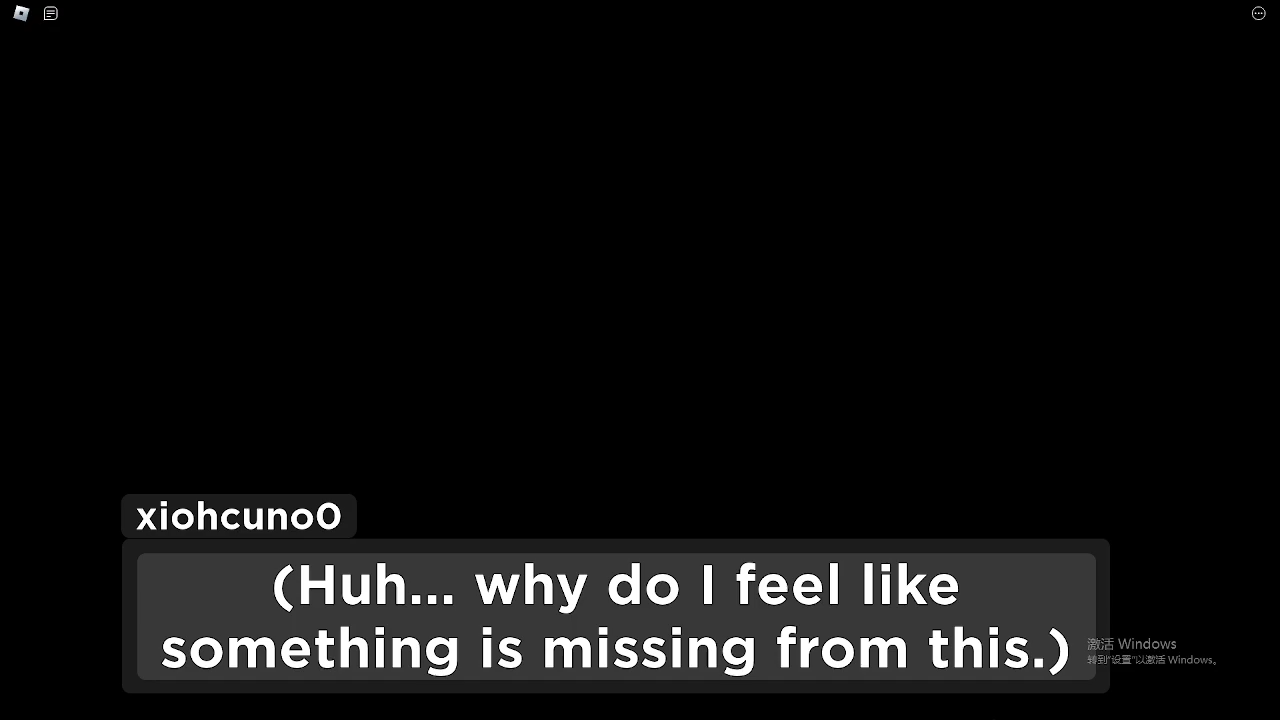 xiohcuno0
(Huh... why do I feel like
something is missing from this.)
激活 Windows
转到"设置"以激活 Windows。